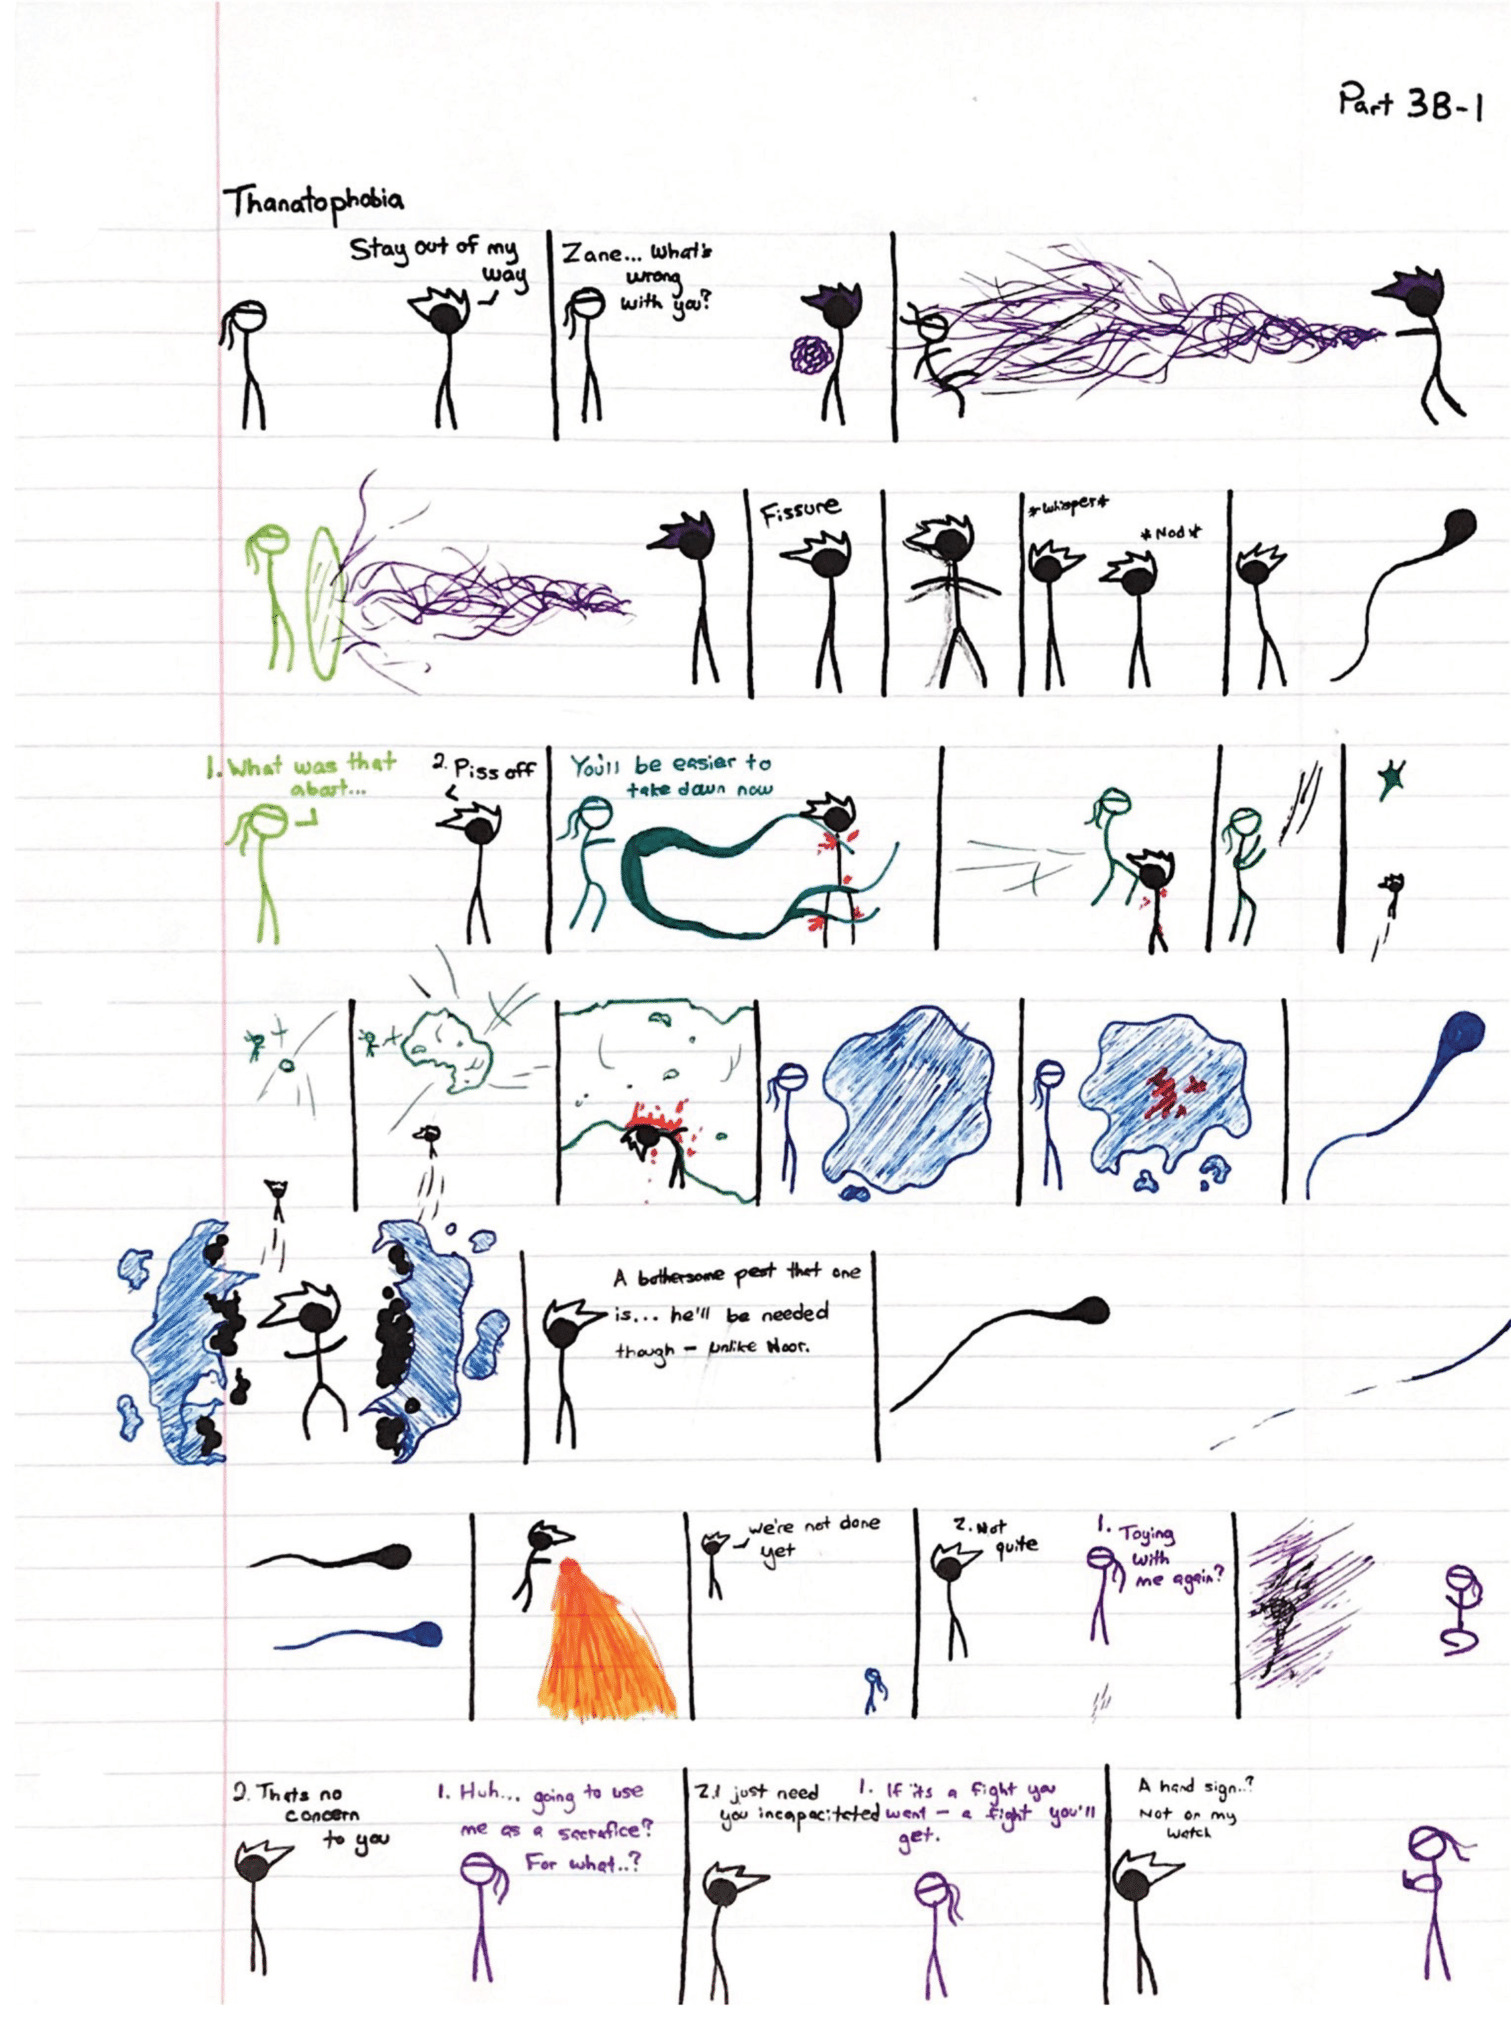 Part 3B-1
Thanatophobia
Stay out of my
way
Zane... What's
wrong
with you?
Fissure
*Whisper*
*Nod*
1. What was that
abart...
2. Piss off
You'll be easier to
take down now
A bothersome pest that one
is... he'll be needed
though - unlike Noor.
We're not done
yet
2. Not
quite
1. Toying
with
me again?
2. Thats no
concern
to you
1. Huh... going to use
me as a sacrafice?
For what..?
2. I just need
you incapacitated
1. If its a fight you
want - a fight you'll
get.
A hand sign..?
Not on my
watch